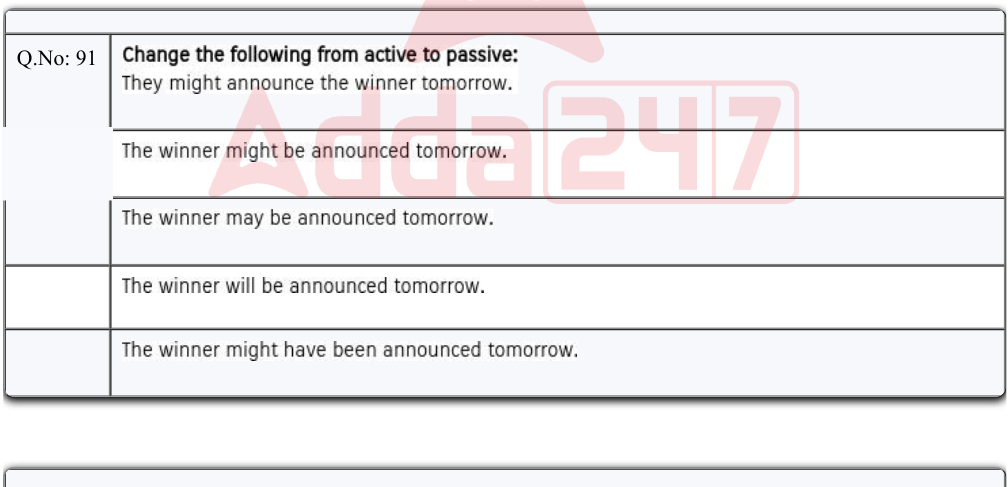 Q.No: 91
Change the following from active to passive:
They might announce the winner tomorrow.
The winner might be announced tomorrow.
The winner may be announced tomorrow.
The winner will be announced tomorrow.
The winner might have been announced tomorrow.
Adda247